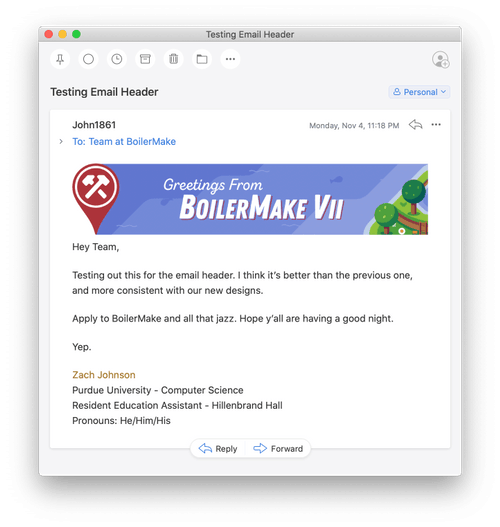 Testing Email Header
Testing Email Header
Personal
John1861
Monday, Nov 4, 11:18 PM
To: Team at BoilerMake
Greetings From
BOILERMAKE VII
Hey Team,
Testing out this for the email header. I think it's better than the previous one,
and more consistent with our new designs.
Apply to BoilerMake and all that jazz. Hope y'all are having a good night.
Yep.
Zach Johnson
Purdue University - Computer Science
Resident Education Assistant - Hillenbrand Hall
Pronouns: He/Him/His
Reply
Forward